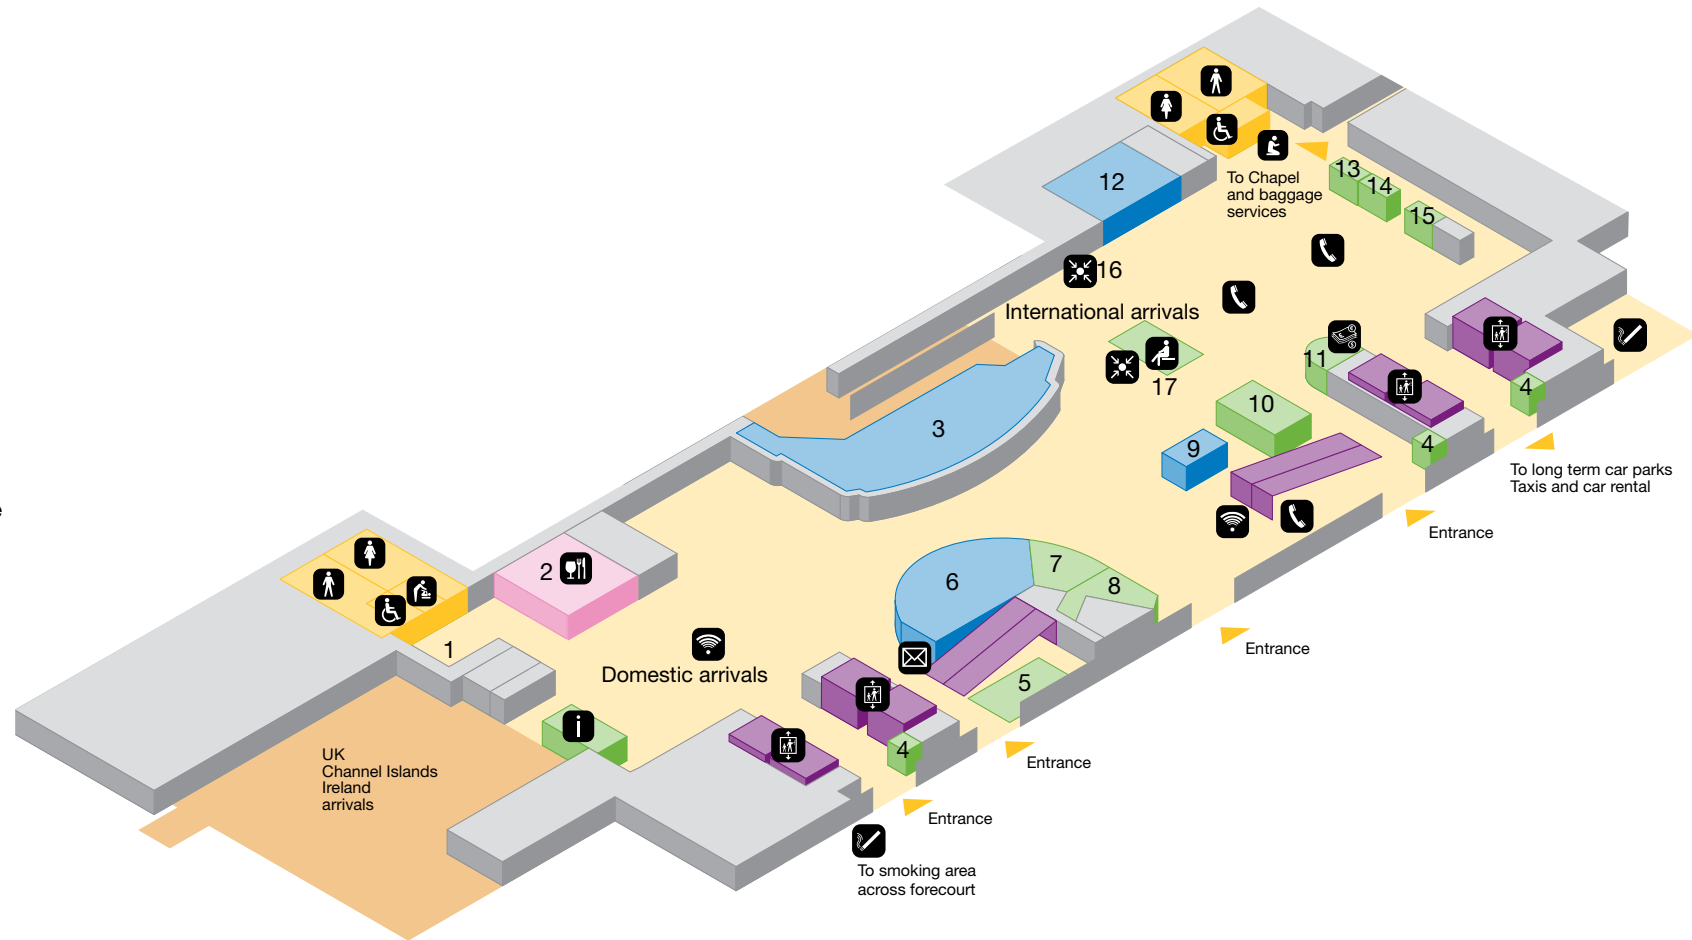 12
To Chapel
and baggage
services
13
14
15
16
International arrivals
17
11
4
10
4
9
3
To long term car parks
Taxis and car rental
Entrance
e
2
1
6
7
8
5
Domestic arrivals
Entrance
4
Entrance
UK
Channel Islands
Ireland
arrivals
Entrance
To smoking area
across forecourt
i